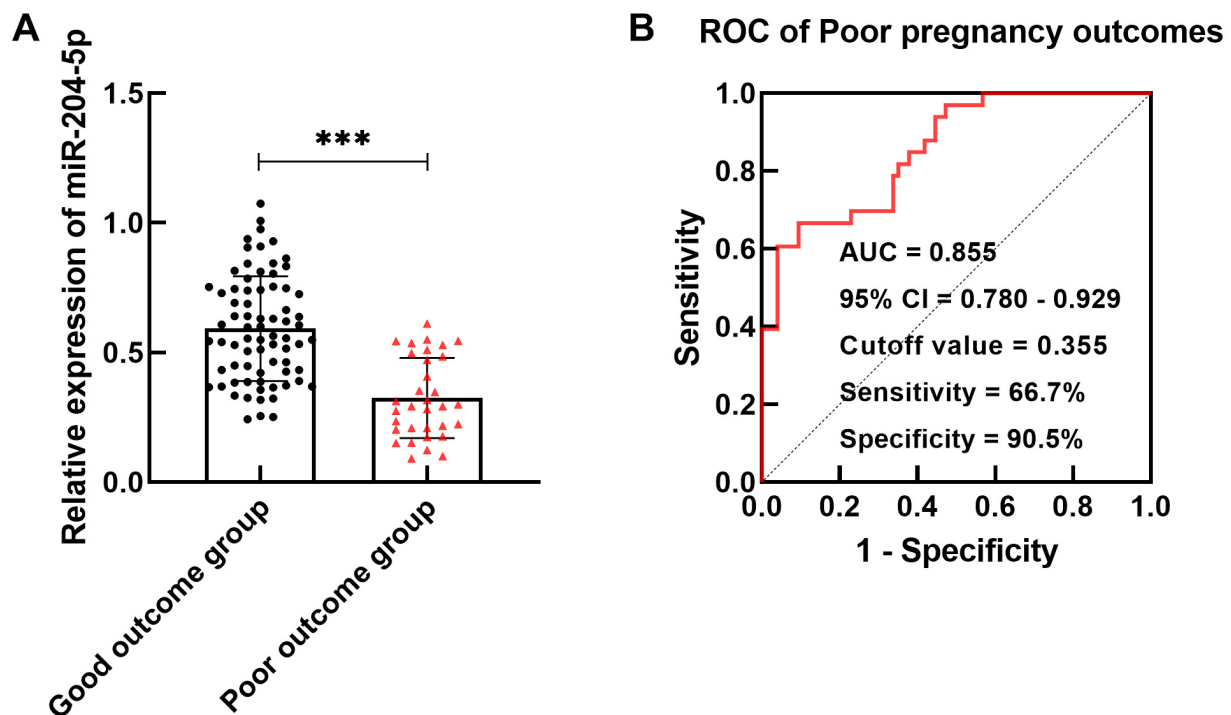 A
Relative expression of miR-204-5p
1.5
1.0
0.5
0.0
***
Good outcome group
Poor outcome group
B
ROC of Poor pregnancy outcomes
Sensitivity
1.0
0.8
0.6
0.4
0.2
0.0
AUC = 0.855
95% CI = 0.780 - 0.929
Cutoff value = 0.355
Sensitivity = 66.7%
Specificity = 90.5%
0.0 0.2 0.4 0.6 0.8 1.0
1 - Specificity